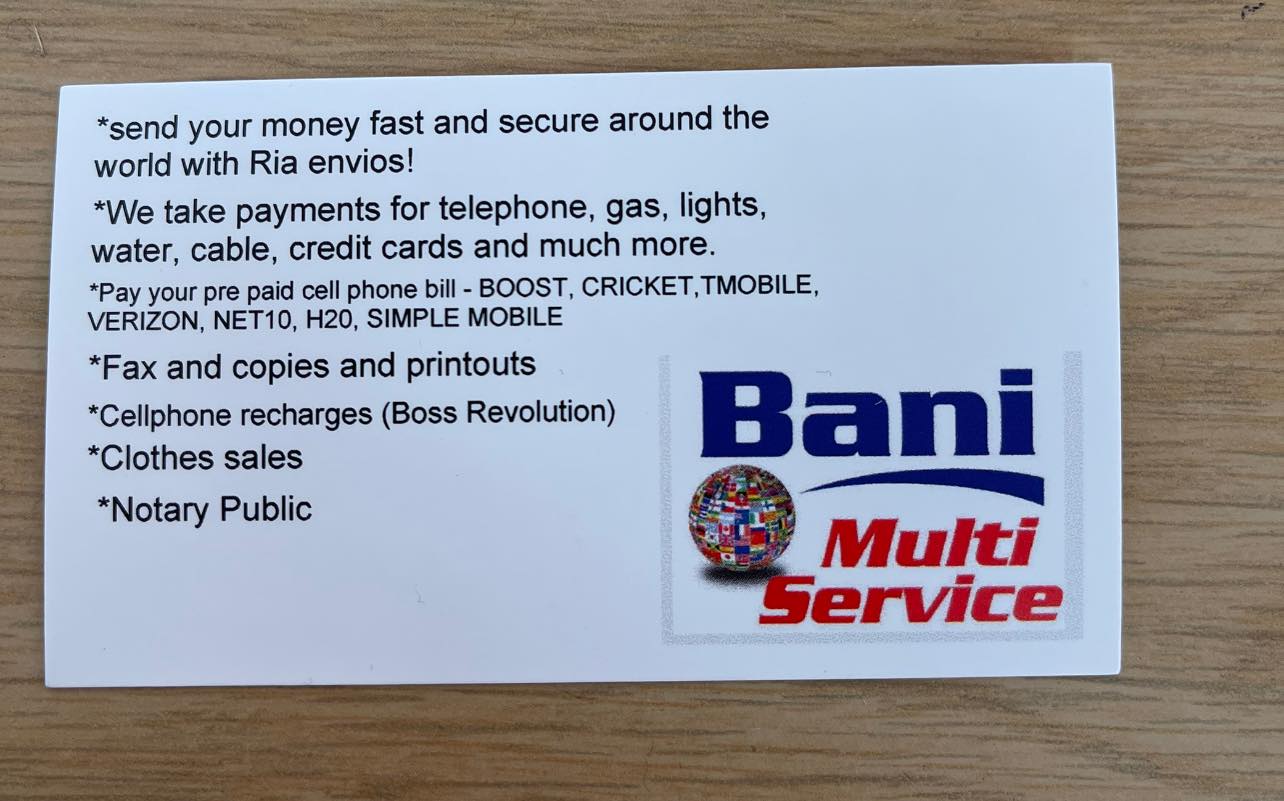 *send your money fast and secure around the
world with Ria envios!
*We take payments for telephone, gas, lights,
water, cable, credit cards and much more.
*Pay your pre paid cell phone bill - BOOST, CRICKET,TMOBILE,
VERIZON, NET10, H20, SIMPLE MOBILE
*Fax and copies and printouts
*Cellphone recharges (Boss Revolution)
*Clothes sales
*Notary Public
Bani
Multi
Service